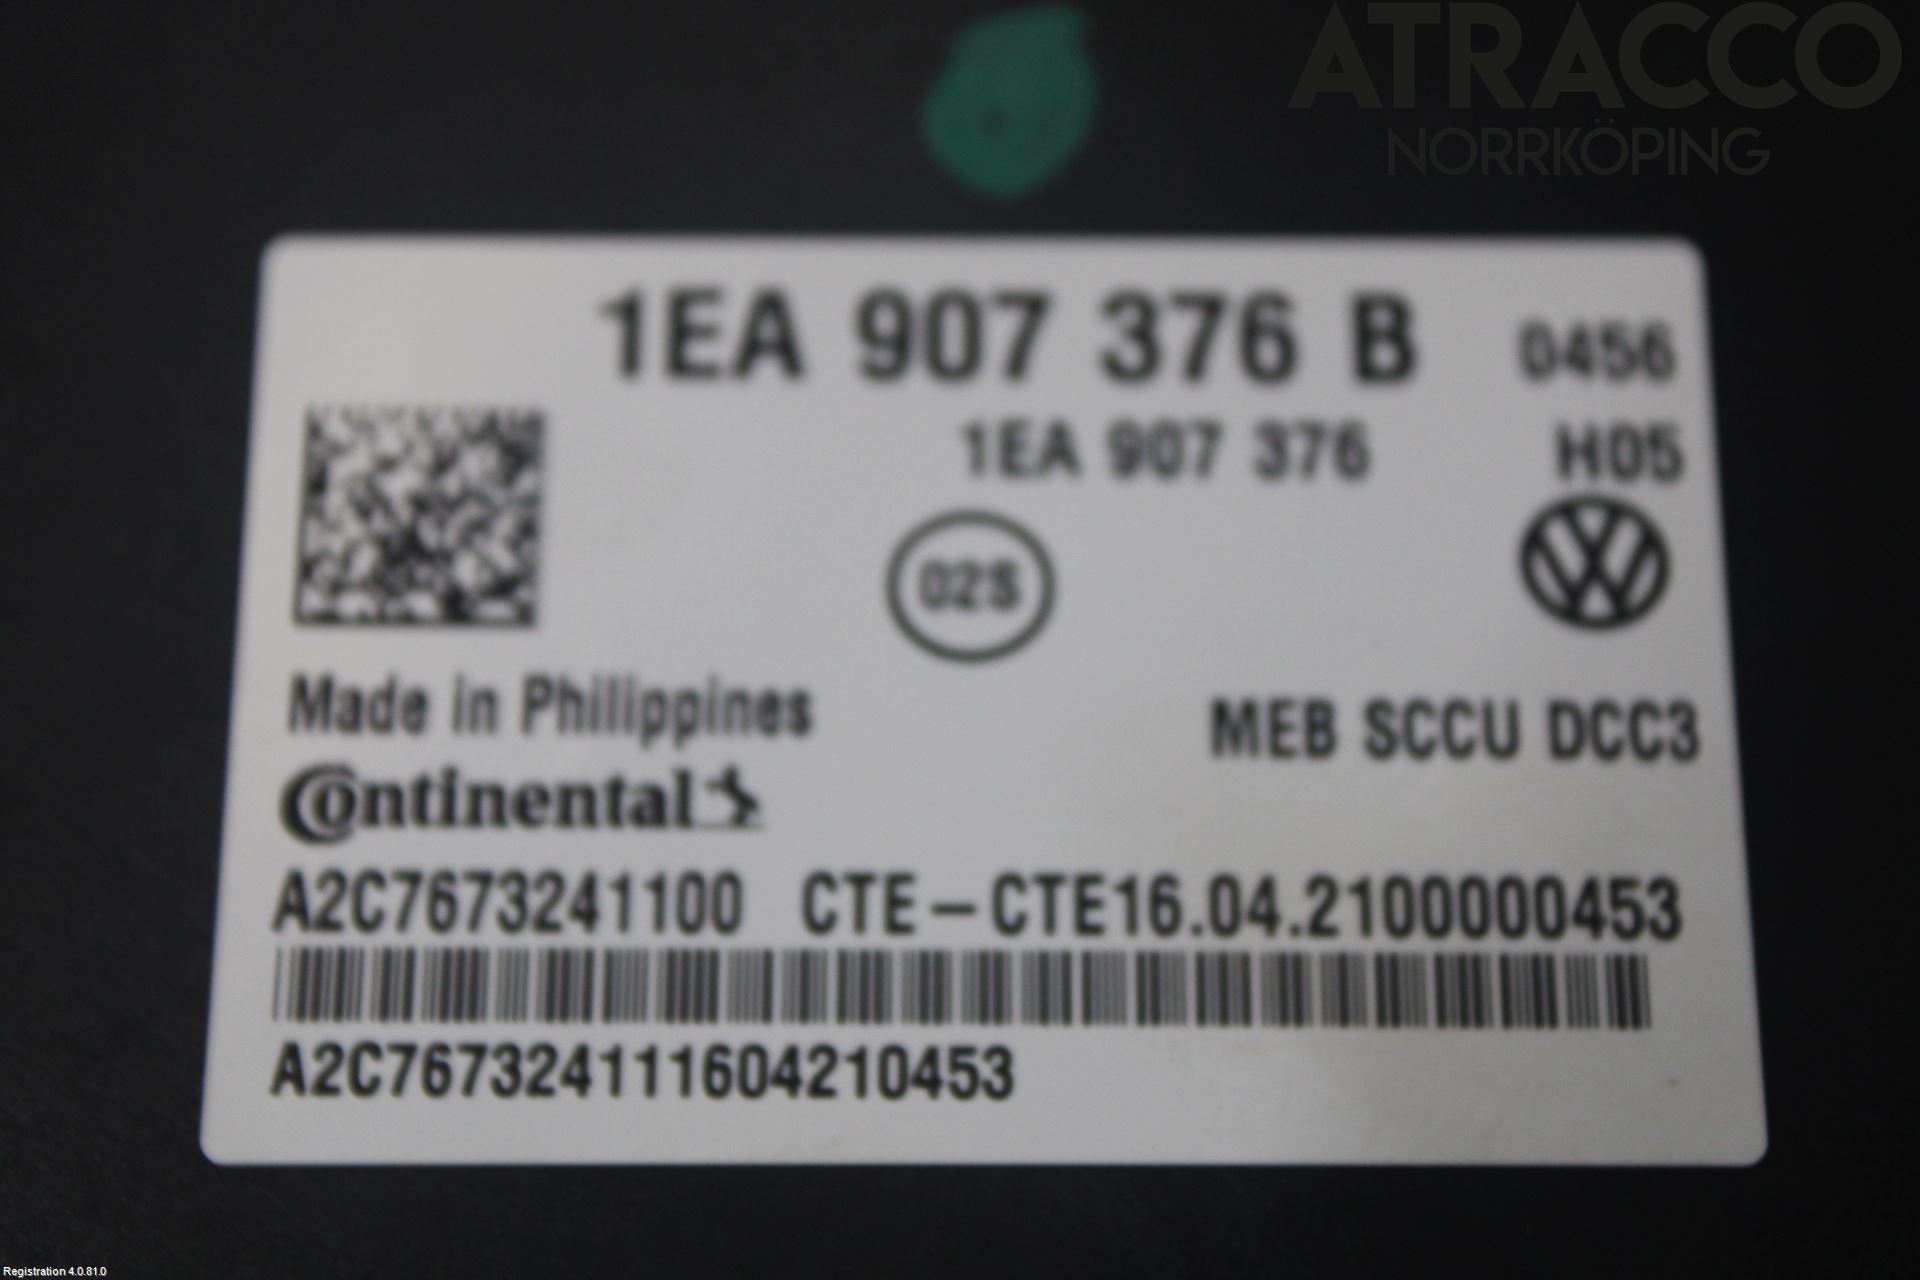 ATRACCO
NORRKÖPING
1EA 907 376 B 0456
1EA 907 376 H05
02S
Made in Philippines
MEB SCCU DCC3
Continental
A2C7673241100 CTE-CTE16.04.2100000453
A2C7673241111604210453
Registration 4.0.81.0